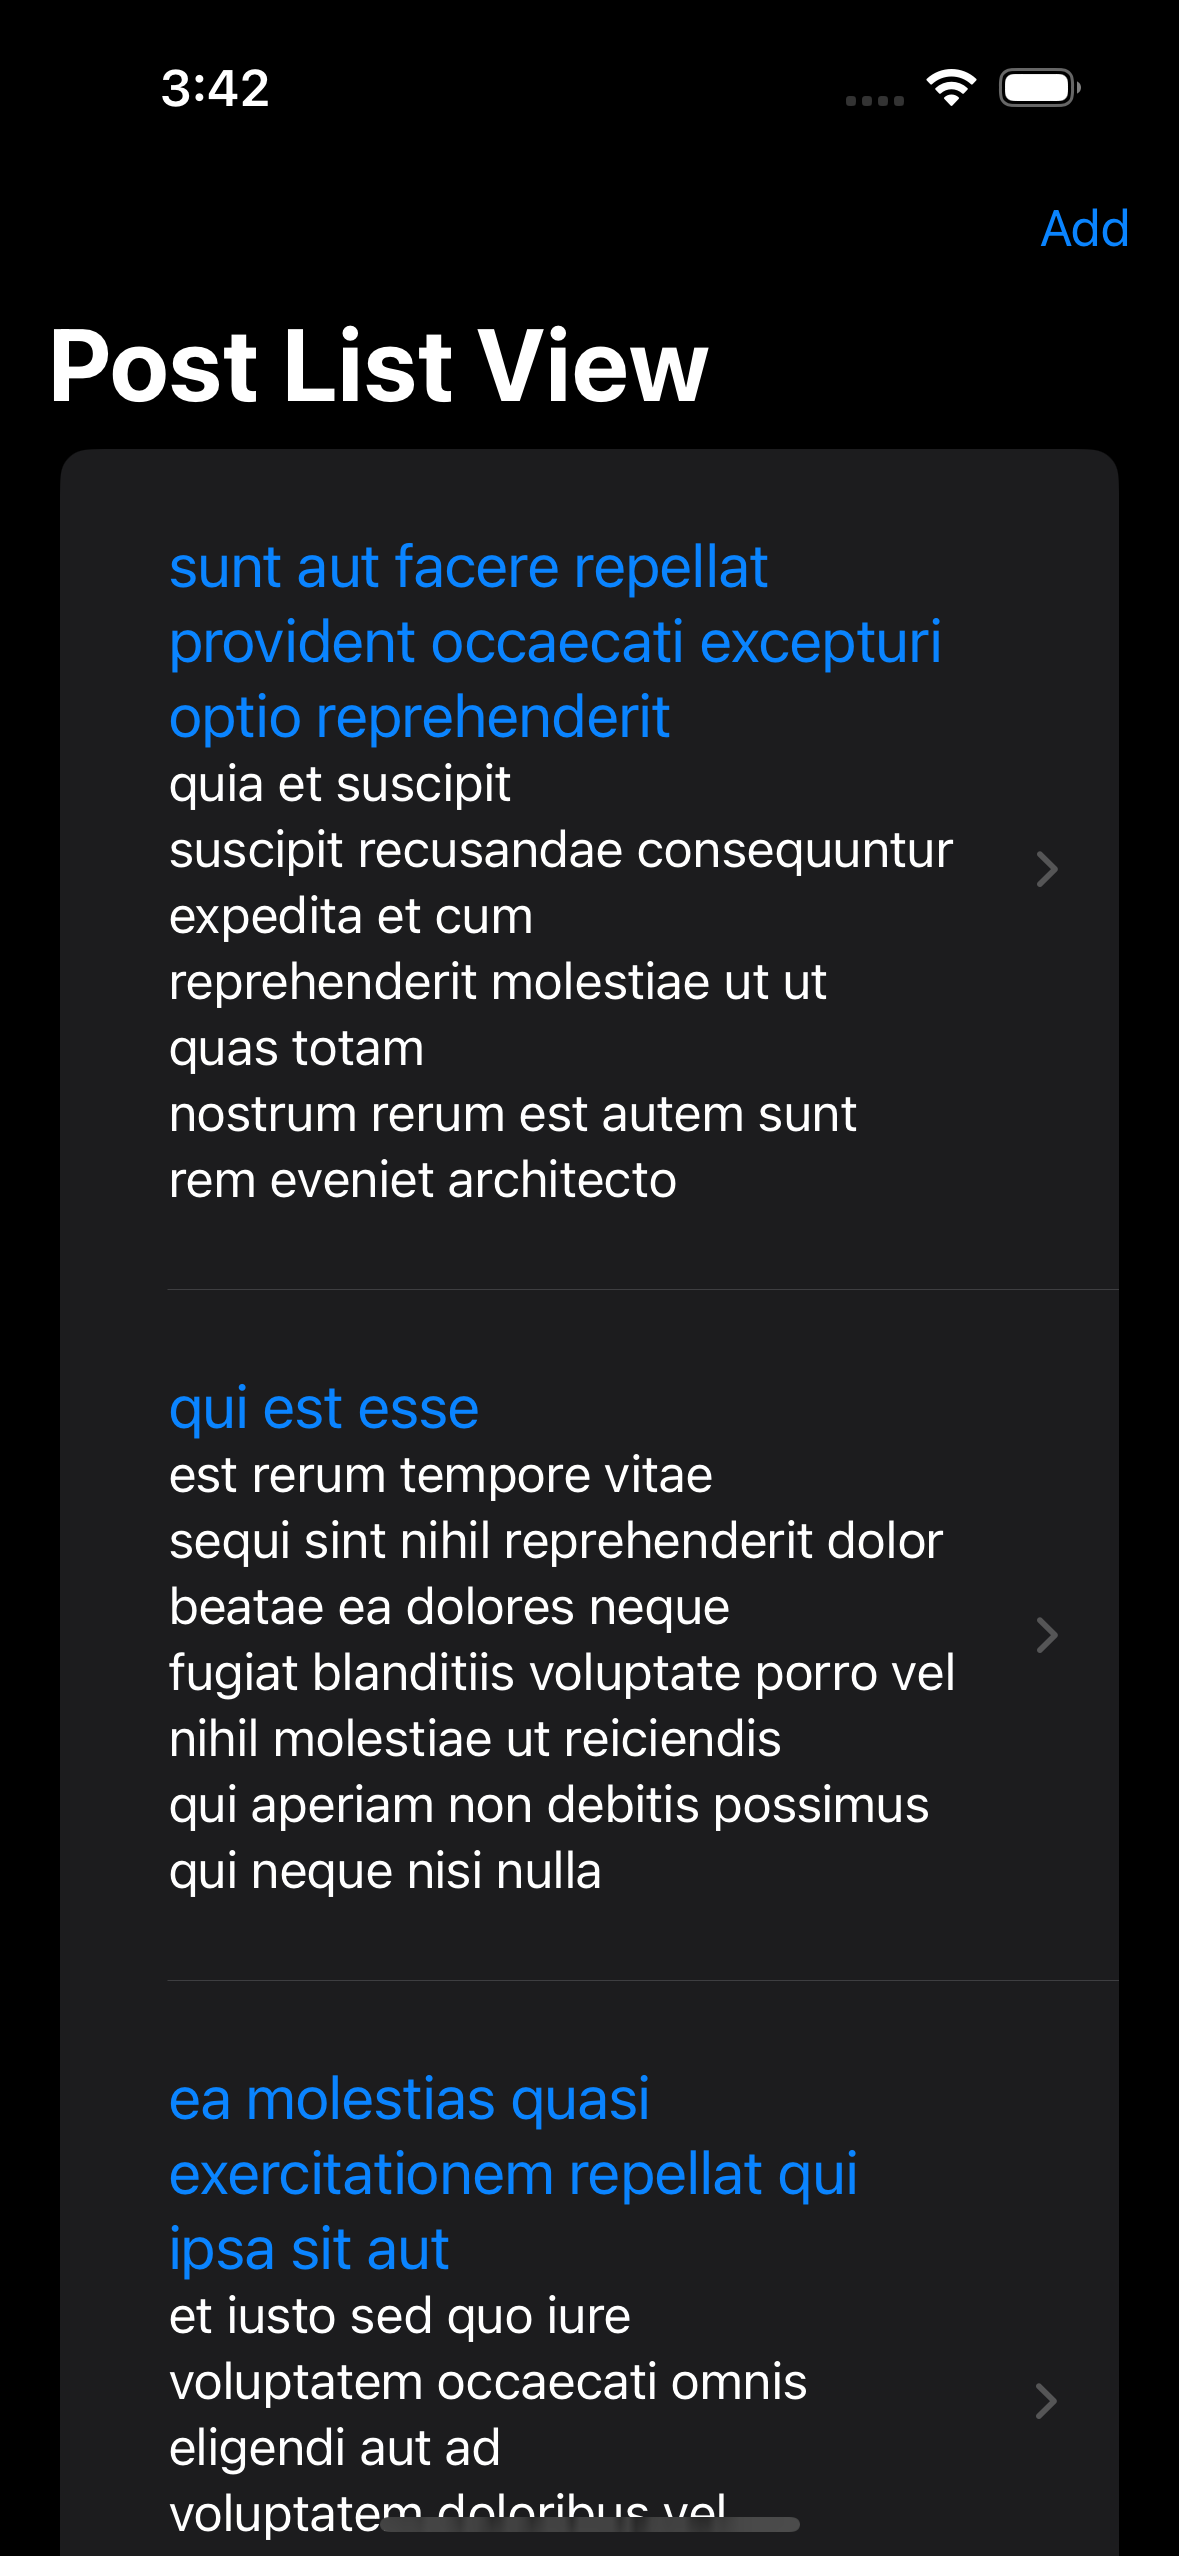 3:42
Add
Post List View
sunt aut facere repellat
provident occaecati excepturi
optio reprehenderit
quia et suscipit
suscipit recusandae consequuntur
expedita et cum
reprehenderit molestiae ut ut
quas totam
nostrum rerum est autem sunt
rem eveniet architecto
qui est esse
est rerum tempore vitae
sequi sint nihil reprehenderit dolor
beatae ea dolores neque
fugiat blanditiis voluptate porro vel
nihil molestiae ut reiciendis
qui aperiam non debitis possimus
qui neque nisi nulla
ea molestias quasi
exercitationem repellat qui
ipsa sit aut
et iusto sed quo iure
voluptatem occaecati omnis
eligendi aut ad
voluptatem doloribus vel